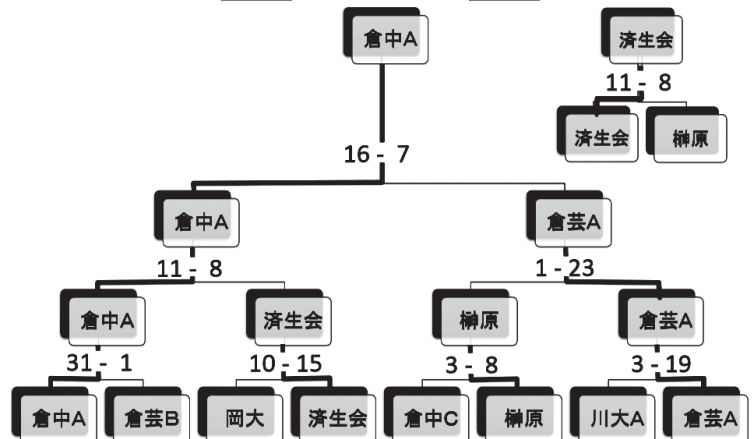 倉中A 済生会
11 - 8
済生会 榊原
16 - 7
倉中A 倉芸A
11 - 8 1 - 23
倉中A 済生会 榊原 倉芸A
31 - 1 10 - 15 3 - 8 3 - 19
倉中A 倉芸B 岡大 済生会 倉中C 榊原 川大A 倉芸A